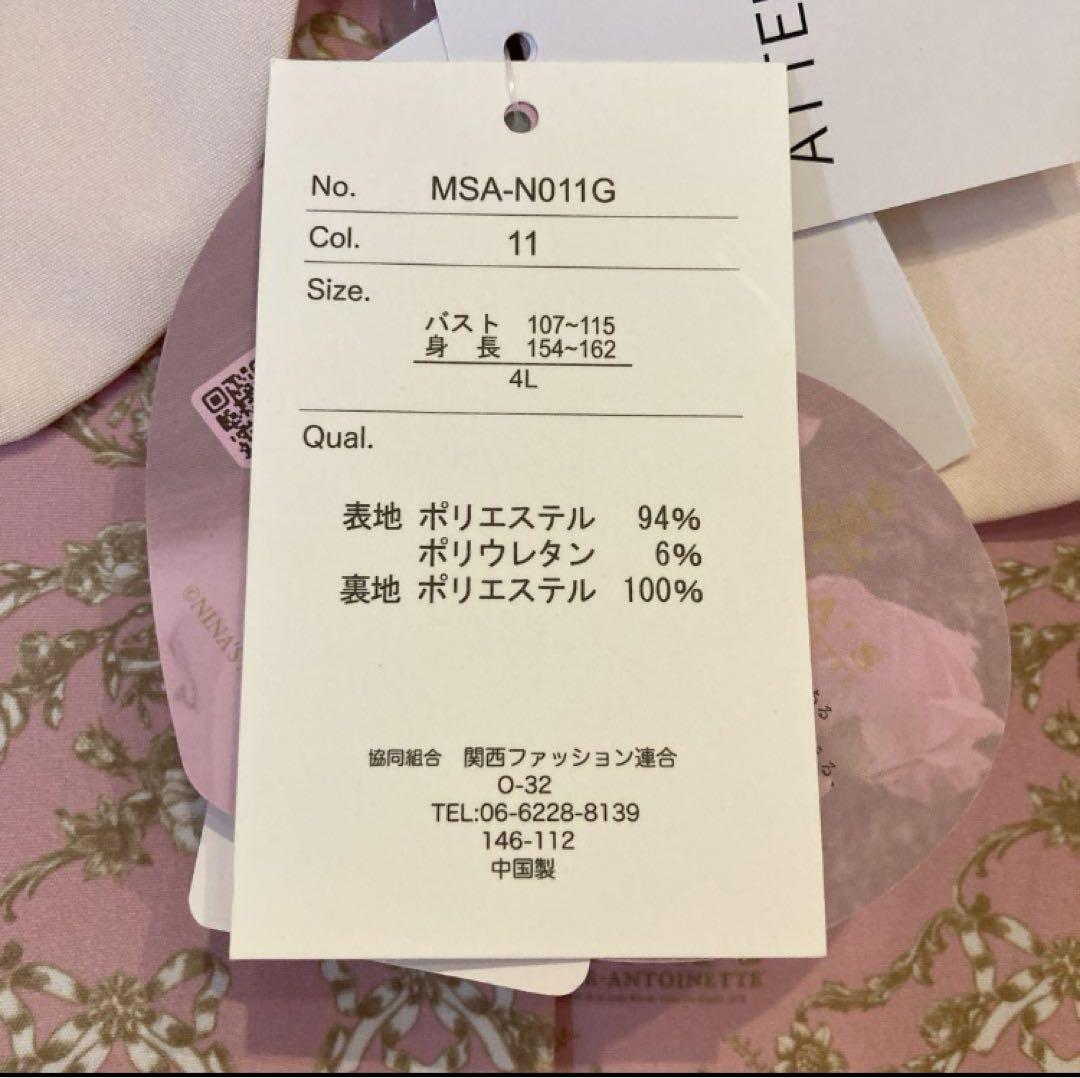 No. MSA-N011G
Col. 11
Size.
バスト 107~115
身 長 154~162
4L
Qual.
表地 ポリエステル 94%
ポリウレタン 6%
裏地 ポリエステル 100%
協同組合 関西ファッション連合
O-32
TEL:06-6228-8139
146-112
中国製
©NINA'S
-ANTOINETTE